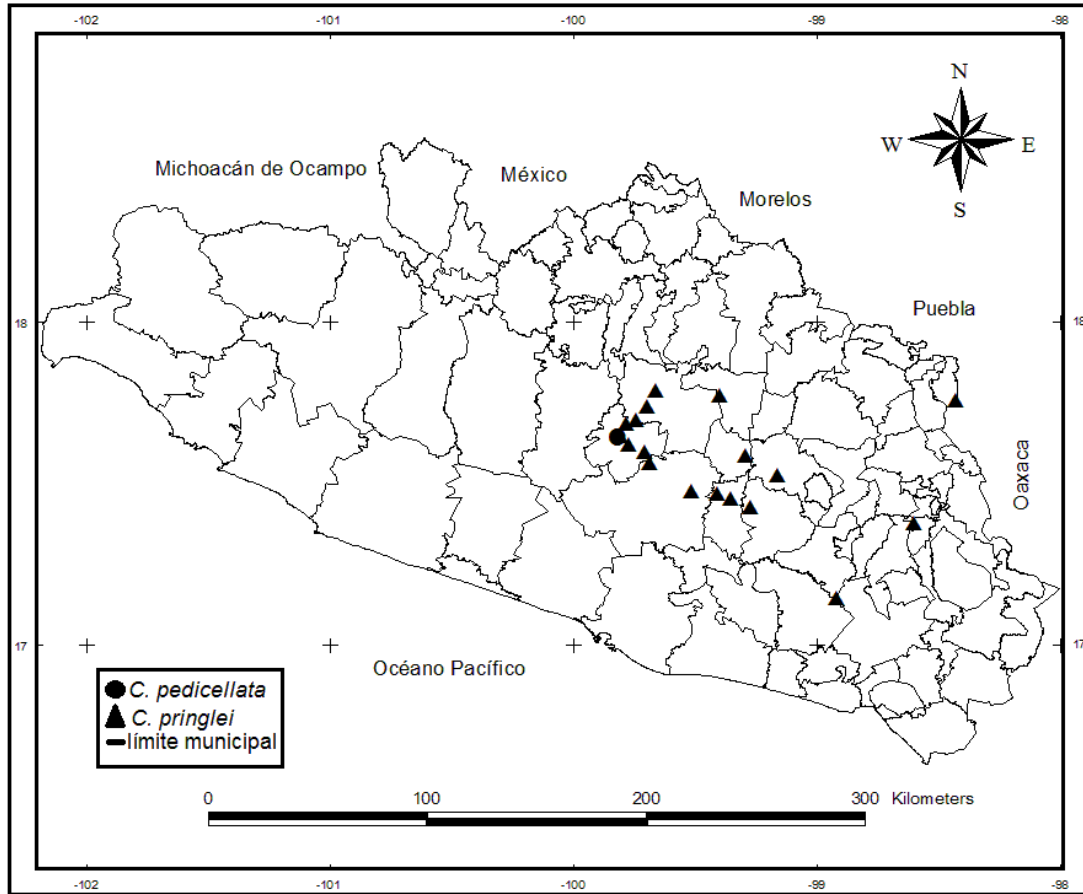 -102 -101 -100 -99 -98
N
W E
S
Michoacán de Ocampo
México
Morelos
Puebla
18 18
Oaxaca
17 17
Océano Pacífico
C. pedicellata
C. pringlei
límite municipal
0 100 200 300 Kilometers
-102 -101 -100 -99 -98